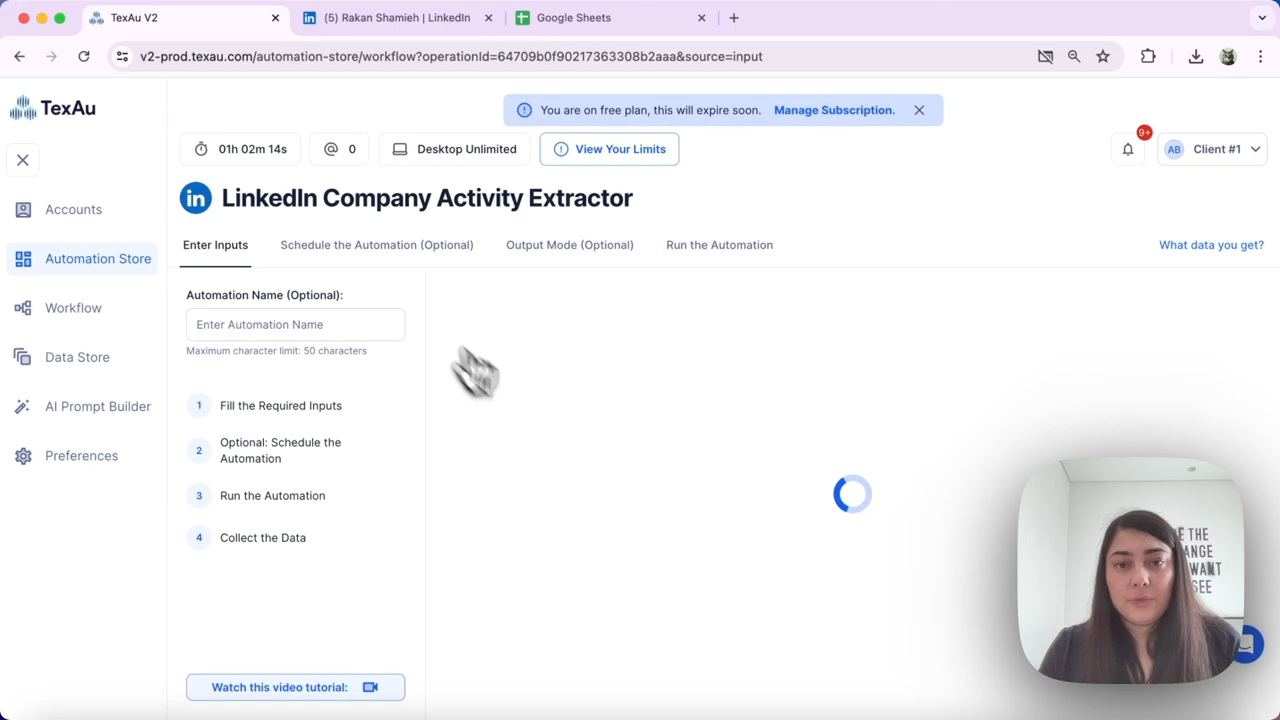 TexAu V2
(5) Rakan Shamieh | LinkedIn
Google Sheets
v2-prod.texau.com/automation-store/workflow?operationId=64709b0f90217363308b2aaa&source=input
TexAu
You are on free plan, this will expire soon. Manage Subscription.
01h 02m 14s
0
Desktop Unlimited
View Your Limits
9+
AB
Client #1
Accounts
Automation Store
Workflow
Data Store
AI Prompt Builder
Preferences
in LinkedIn Company Activity Extractor
Enter Inputs
Schedule the Automation (Optional)
Output Mode (Optional)
Run the Automation
What data you get?
Automation Name (Optional):
Enter Automation Name
Maximum character limit: 50 characters
1 Fill the Required Inputs
2 Optional: Schedule the
Automation
3 Run the Automation
4 Collect the Data
Watch this video tutorial:
THE
WANT
SEE